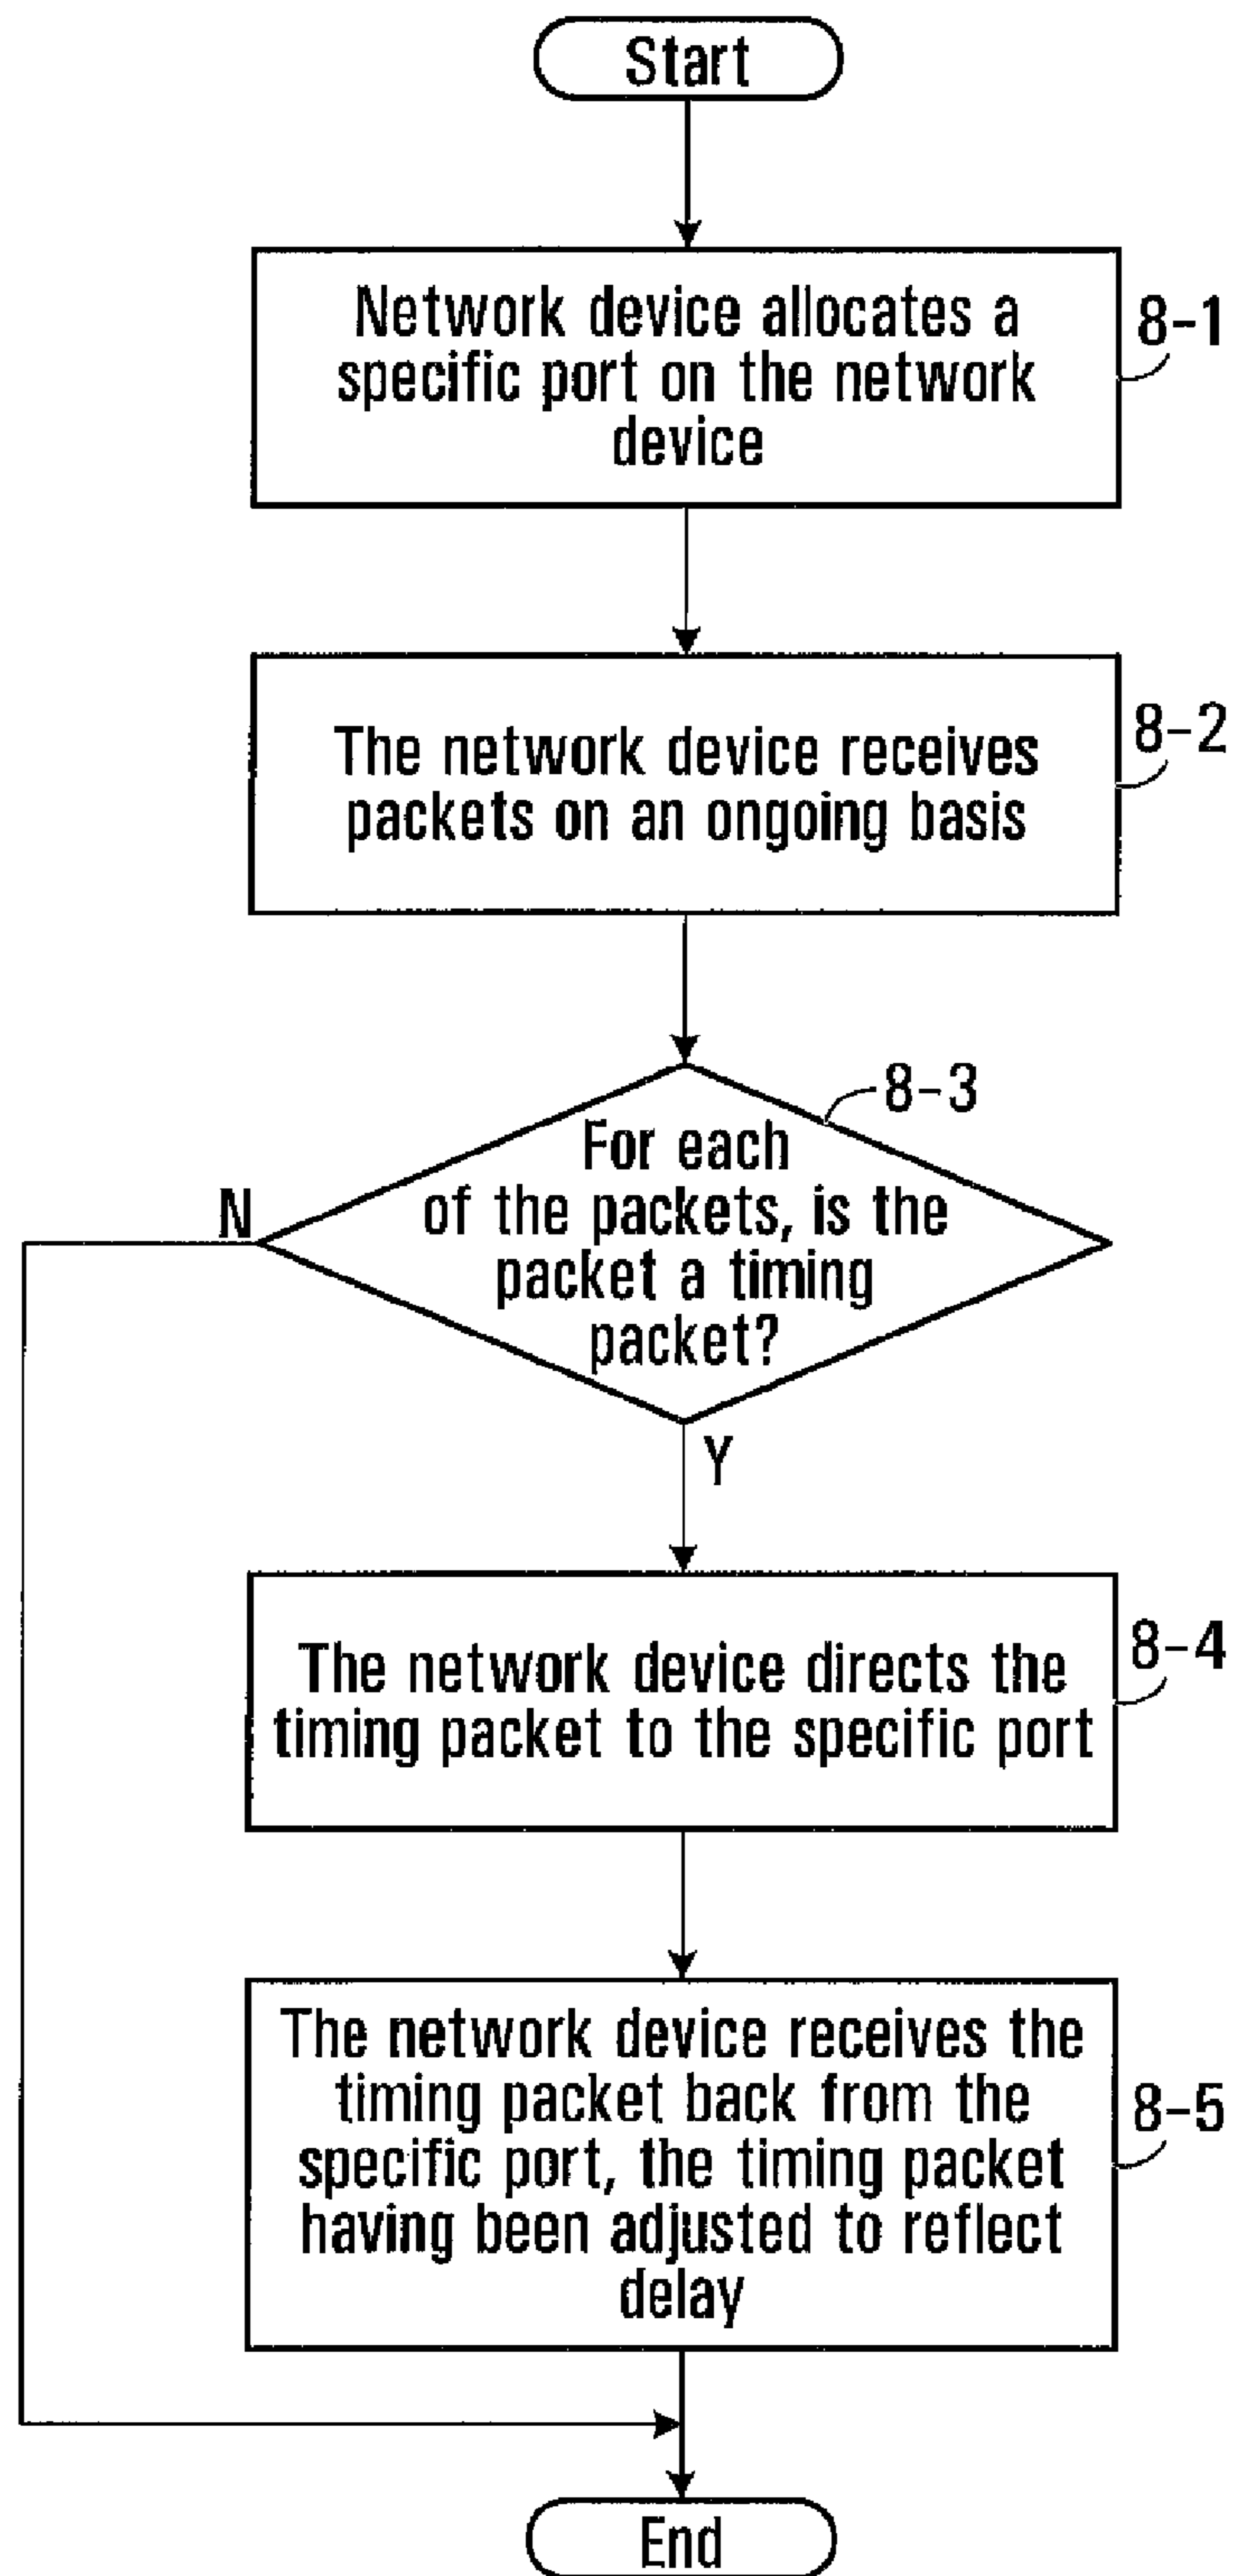 Start
Network device allocates a
specific port on the network
device
8-1
The network device receives
packets on an ongoing basis
8-2
8-3
For each
of the packets, is the
packet a timing
packet?
N
Y
The network device directs the
timing packet to the specific port
8-4
The network device receives the
timing packet back from the
specific port, the timing packet
having been adjusted to reflect
delay
8-5
End